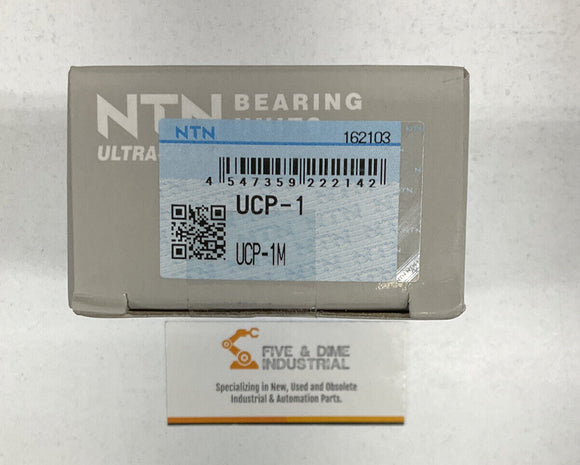 NTN BEARING
ULTRA-
NTN 162103
4 547359 222142
UCP-1
UCP-1M
FIVE & DIME
INDUSTRIAL
Specializing in New, Used and Obsolete
Industrial & Automation Parts.